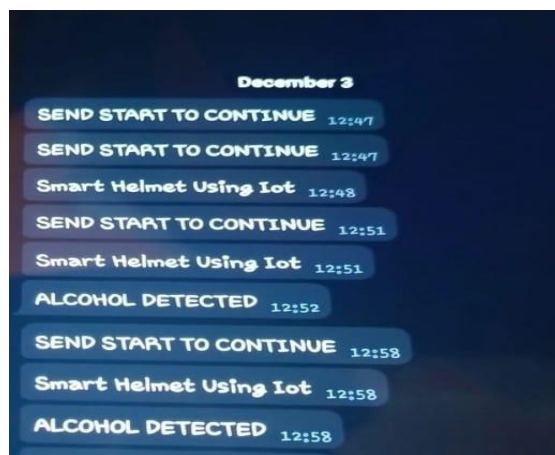 December 3
SEND START TO CONTINUE 12:47
SEND START TO CONTINUE 12:47
Smart Helmet Using Iot 12:48
SEND START TO CONTINUE 12:51
Smart Helmet Using Iot 12:51
ALCOHOL DETECTED 12:52
SEND START TO CONTINUE 12:58
Smart Helmet Using Iot 12:58
ALCOHOL DETECTED 12:58